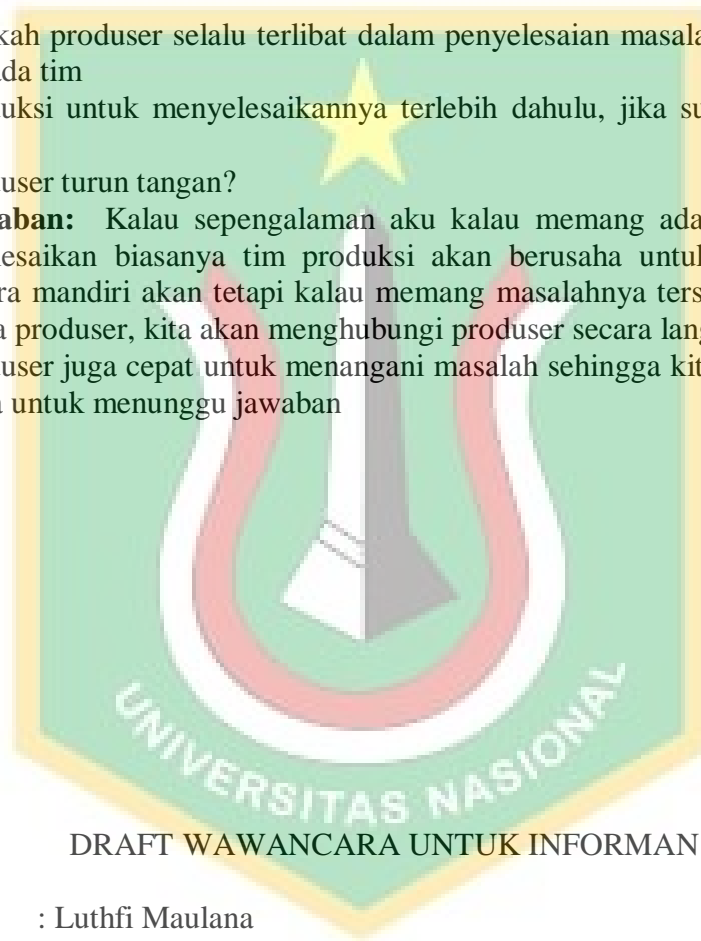 kah produser selalu terlibat dalam penyelesaian masala
ada tim
uksi untuk menyelesaikannya terlebih dahulu, jika su
user turun tangan?
aban: Kalau sepengalaman aku kalau memang ada
lesaikan biasanya tim produksi akan berusaha untuk
ra mandiri akan tetapi kalau memang masalahnya ters
a produser, kita akan menghubungi produser secara lang
user juga cepat untuk menangani masalah sehingga kit
a untuk menunggu jawaban
UNIVERSITAS NASIONAL
DRAFT WAWANCARA UNTUK INFORMAN
: Luthfi Maulana